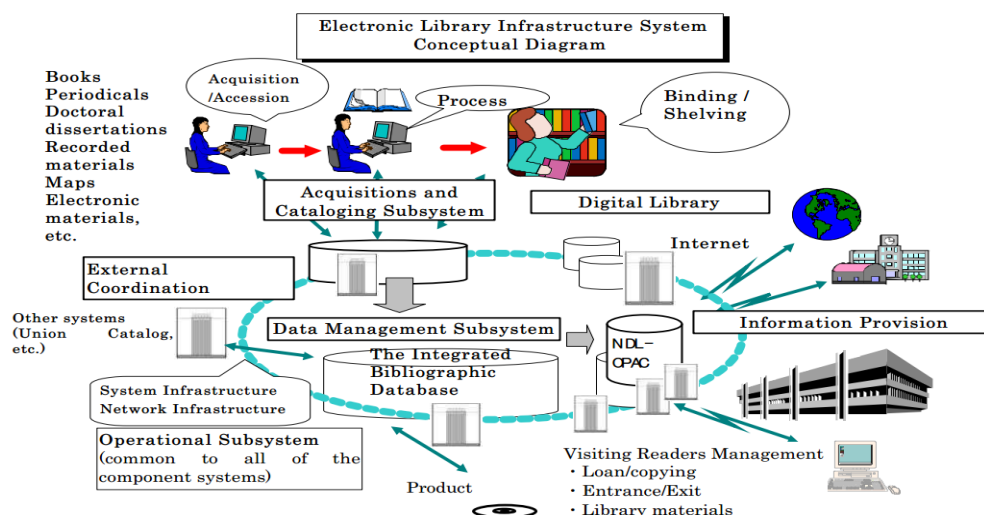 Electronic Library Infrastructure System
Conceptual Diagram
Books
Periodicals
Doctoral
dissertations
Recorded
materials
Maps
Electronic
materials,
etc.
Acquisition
/Accession
Process
Binding /
Shelving
Acquisitions and
Cataloging Subsystem
Digital Library
Internet
External
Coordination
Other systems
(Union Catalog,
etc.)
Data Management Subsystem
NDL-
OPAC
Information Provision
The Integrated
Bibliographic
Database
System Infrastructure
Network Infrastructure
Operational Subsystem
(common to all of the
component systems)
Product
Visiting Readers Management
・Loan/copying
・Entrance/Exit
・Library materials